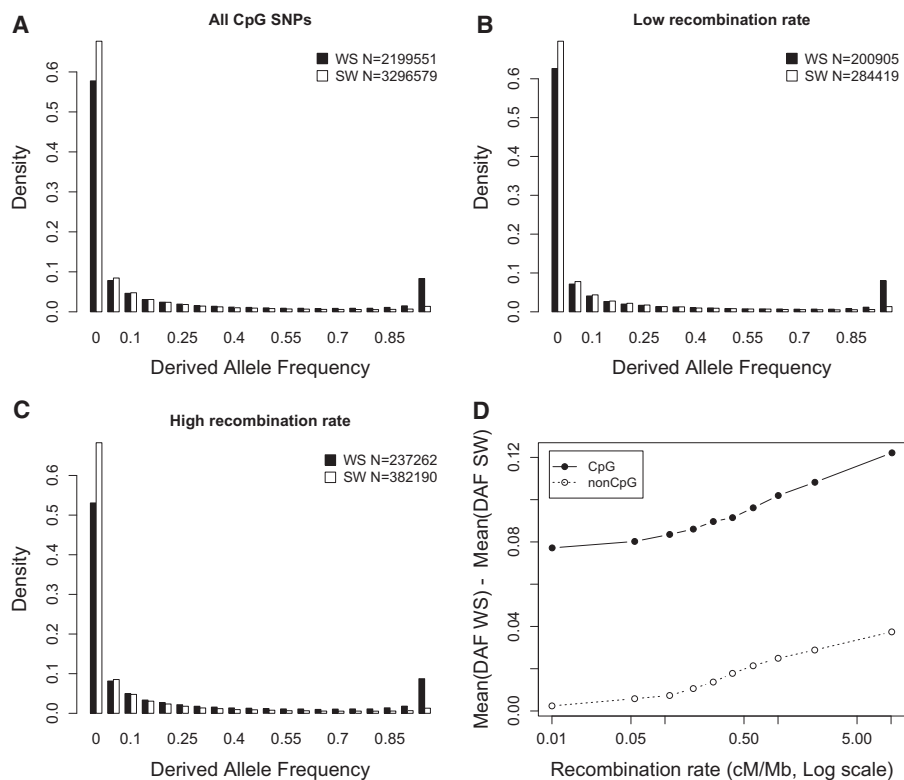 A
All CpG SNPs
WS N=2199551
SW N=3296579
Density
0.0 0.1 0.2 0.3 0.4 0.5 0.6
0 0.1 0.25 0.4 0.55 0.7 0.85
Derived Allele Frequency
B
Low recombination rate
WS N=200905
SW N=284419
Density
0.0 0.1 0.2 0.3 0.4 0.5 0.6
0 0.1 0.25 0.4 0.55 0.7 0.85
Derived Allele Frequency
C
High recombination rate
WS N=237262
SW N=382190
Density
0.0 0.1 0.2 0.3 0.4 0.5
0 0.1 0.25 0.4 0.55 0.7 0.85
Derived Allele Frequency
D
CpG
nonCpG
Mean(DAF WS) - Mean(DAF SW)
0.00 0.04 0.08 0.12
0.01 0.05 0.50 5.00
Recombination rate (cM/Mb, Log scale)